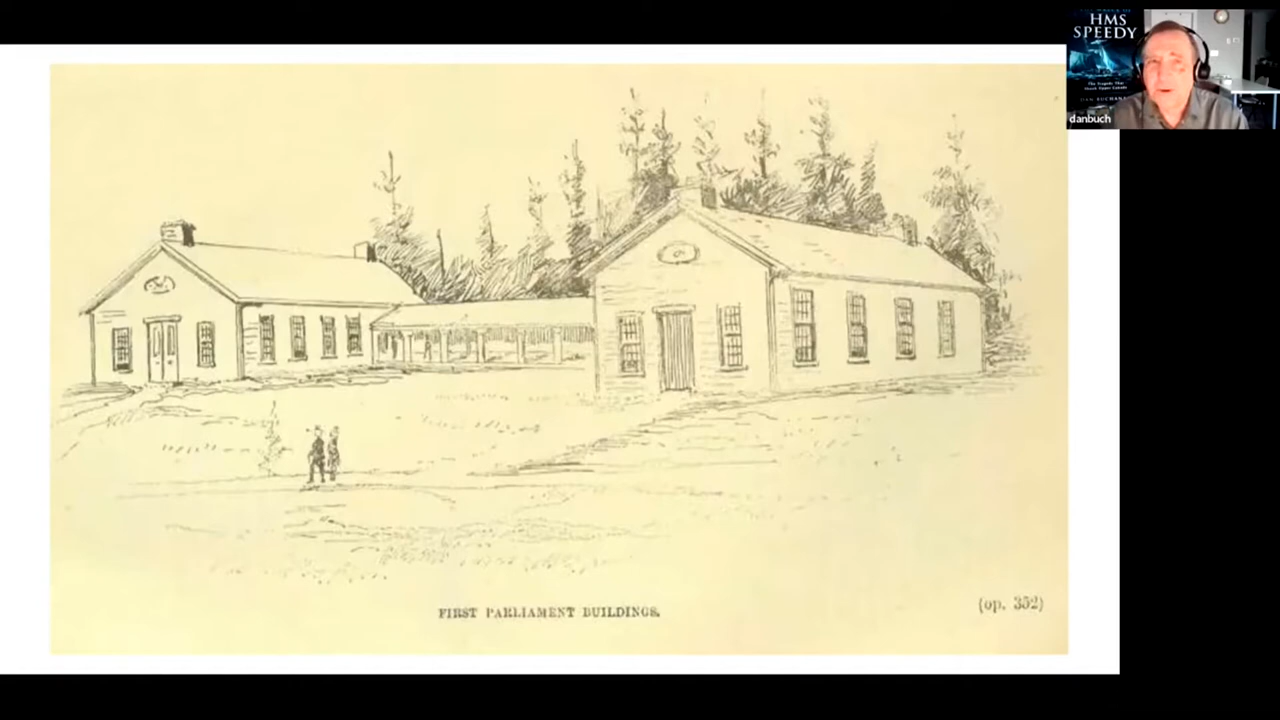 HMS
SPEEDY
danbuch
FIRST PARLIAMENT BUILDINGS.
(op. 352)